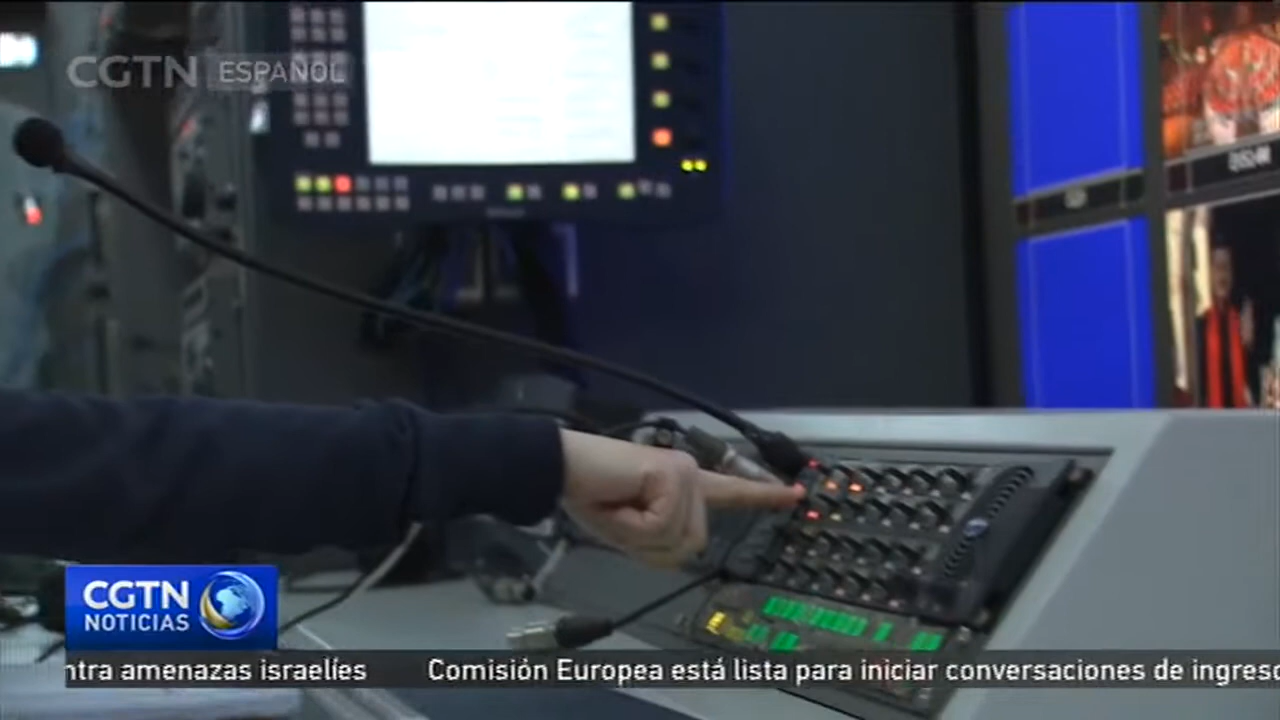 CGTN ESPAÑOL
CGTN
NOTICIAS
ntra amenazas israelíes Comisión Europea está lista para iniciar conversaciones de ingreso